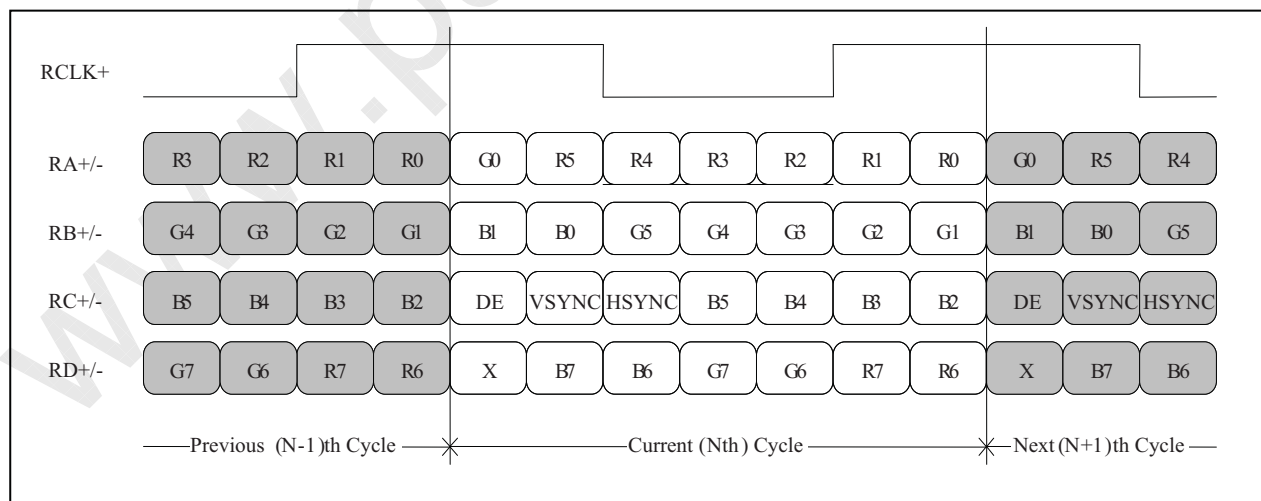 RCLK+
RA+/- R3 R2 R1 R0 G0 R5 R4 R3 R2 R1 R0 G0 R5 R4
RB+/- G4 G3 G2 G1 B1 B0 G5 G4 G3 G2 G1 B1 B0 G5
RC+/- B5 B4 B3 B2 DE VSYNC HSYNC B5 B4 B3 B2 DE VSYNC HSYNC
RD+/- G7 G6 R7 R6 X B7 B6 G7 G6 R7 R6 X B7 B6
Previous (N-1)th Cycle Current (Nth) Cycle Next (N+1)th Cycle
www.p